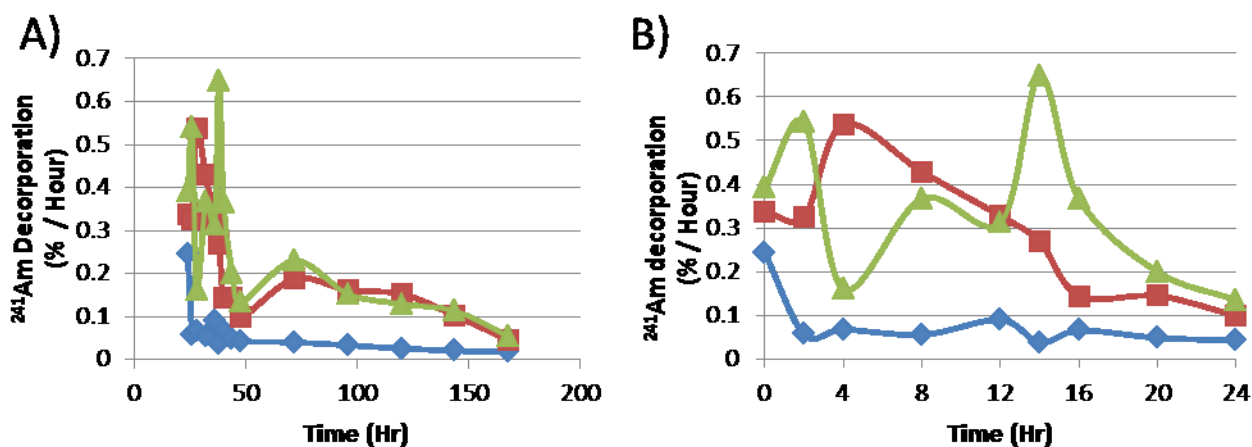 A)
²⁴¹Am Decorporation
(% / Hour)
0.7
0.6
0.5
0.4
0.3
0.2
0.1
0
0 50 100 150 200
Time (Hr)
B)
²⁴¹Am decorporation
(% / Hour)
0.7
0.6
0.5
0.4
0.3
0.2
0.1
0
0 4 8 12 16 20 24
Time (Hr)